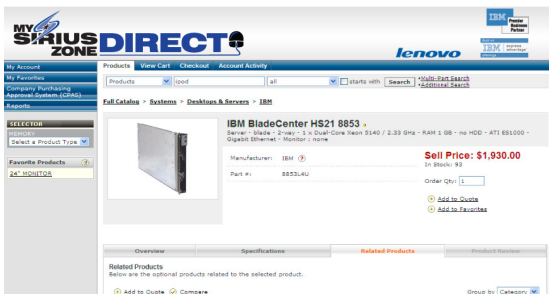 MY
SIRIUS
ZONE
DIRECT
lenovo
IBM Premier Business Partner
IBM
My Account
Products View Cart Checkout Account Activity
My Favorites
Company Purchasing
Approval System (CPAS)
Reports
Products ipod all starts with Search •Multi-Part Search
•Additional Search
Full Catalog > Systems > Desktops & Servers > IBM
SELECTOR
MEMORY
Select a Product Type
Favorite Products ?
24" MONITOR
IBM BladeCenter HS21 8853
Server - blade - 2-way - 1 x Dual-Core Xeon 5140 / 2.33 GHz - RAM 1 GB - no HDD - ATI ES1000 -
Gigabit Ethernet - Monitor : none
Manufacturer: IBM ?
Part #: 8853L4U
Sell Price: $1,930.00
In Stock: 93
Order Qty: 1
Add to Quote
Add to Favorites
Overview Specifications Related Products Product Review
Related Products
Below are the optional products related to the selected product.
Add to Quote Compare Group by Category